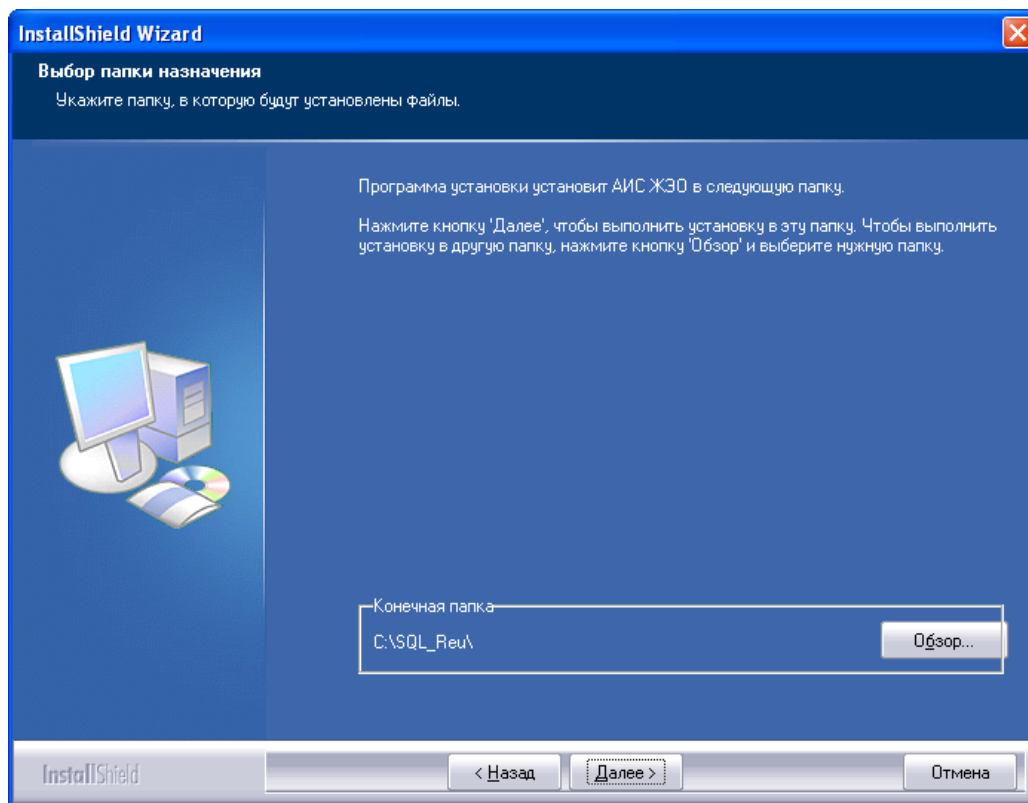 InstallShield Wizard
Выбор папки назначения
Укажите папку, в которую будут установлены файлы.
Программа установки установит АИС ЖЭО в следующую папку.
Нажмите кнопку 'Далее', чтобы выполнить установку в эту папку. Чтобы выполнить
установку в другую папку, нажмите кнопку 'Обзор' и выберите нужную папку.
Конечная папка
C:\SQL_Reu\
Обзор...
InstallShield
< Назад
Далее >
Отмена